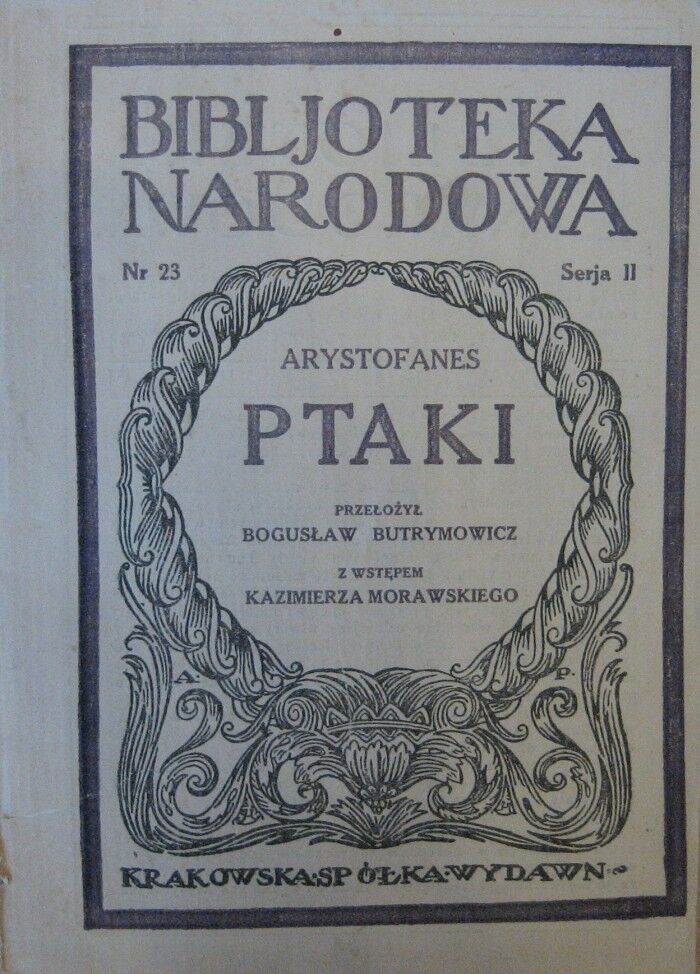 BIBLJOTEKA
NARODOWA
Nr 23 Serja II
ARYSTOFANES
PTAKI
PRZEŁOŻYŁ
BOGUSŁAW BUTRYMOWICZ
Z WSTĘPEM
KAZIMIERZA MORAWSKIEGO
A. P.
KRAKOWSKA·SPÓŁKA·WYDAWN·